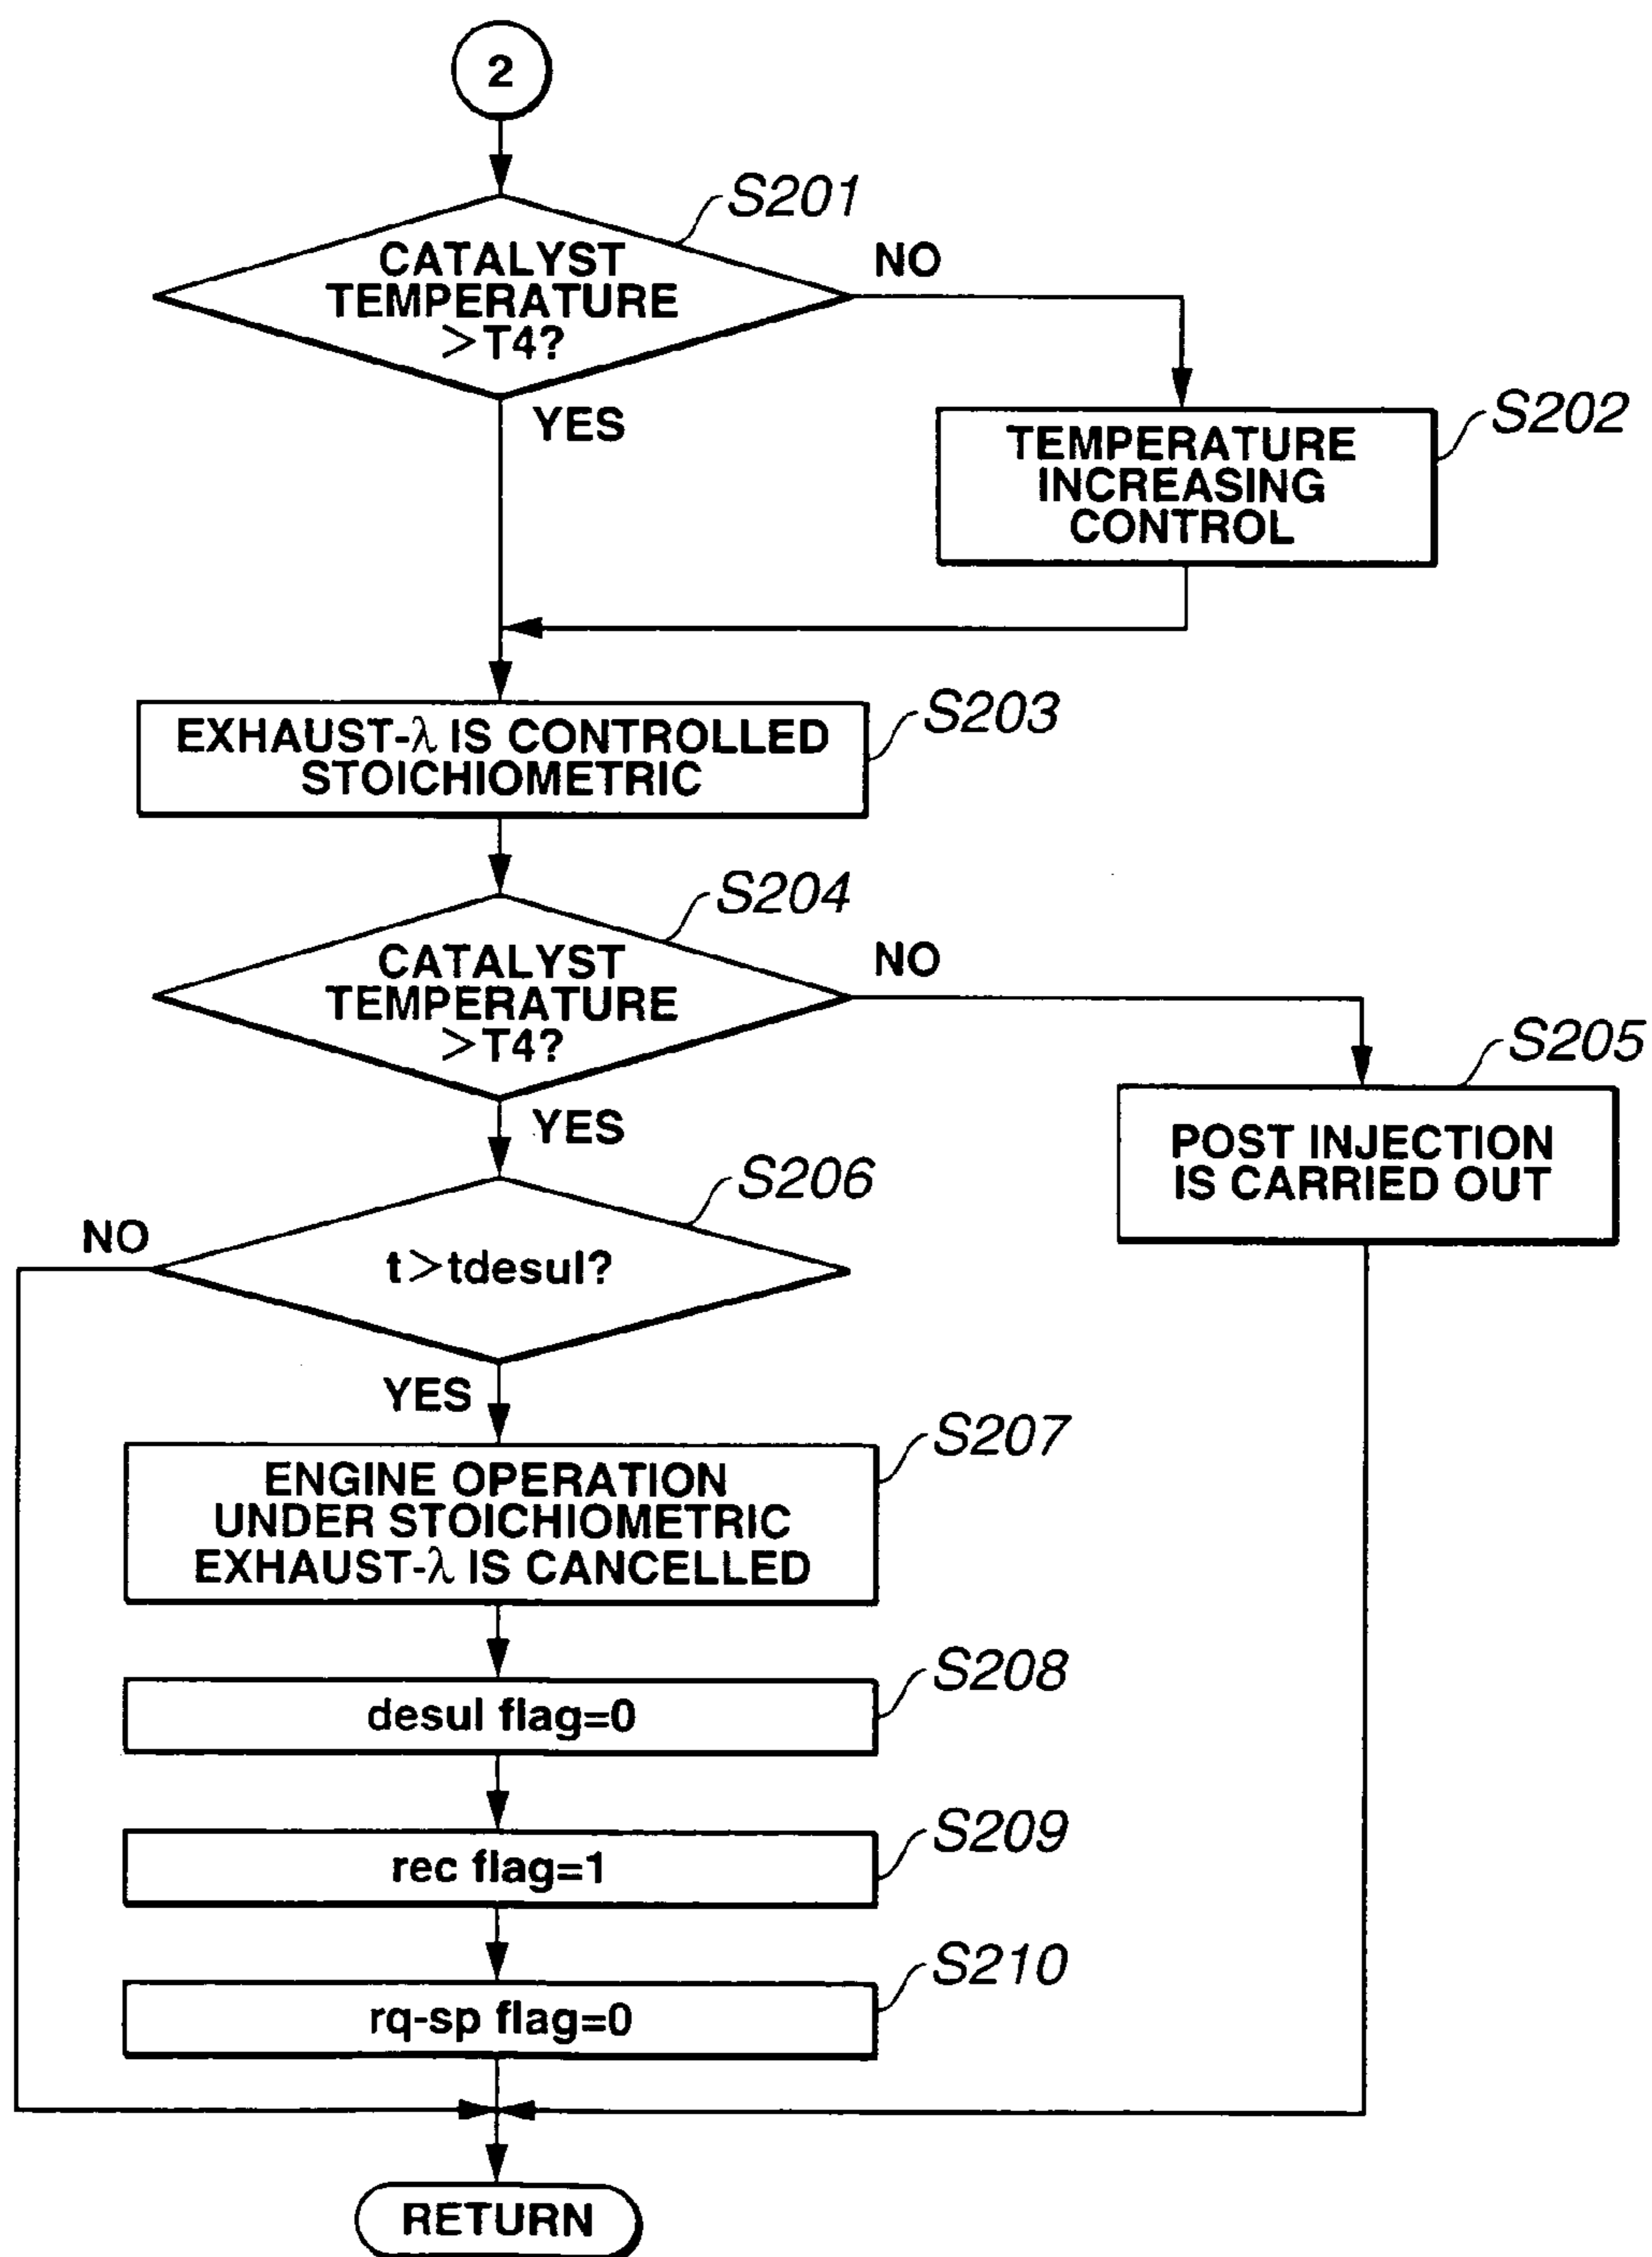 2
S201
CATALYST
TEMPERATURE
>T4?
NO
YES
S202
TEMPERATURE
INCREASING
CONTROL
S203
EXHAUST-λ IS CONTROLLED
STOICHIOMETRIC
S204
CATALYST
TEMPERATURE
>T4?
NO
YES
S205
POST INJECTION
IS CARRIED OUT
S206
NO
t>tdesul?
YES
S207
ENGINE OPERATION
UNDER STOICHIOMETRIC
EXHAUST-λ IS CANCELLED
S208
desul flag=0
S209
rec flag=1
S210
rq-sp flag=0
RETURN